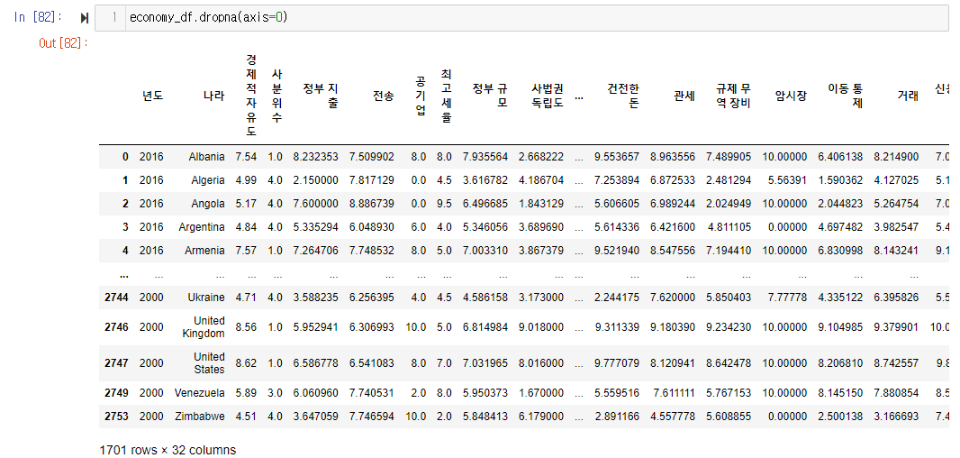 In [82]:
1 economy_df.dropna(axis=0)
Out[82]:
년도 나라 경제적자유도 사분위수 정부 지출 전송 공기업 최고세율 정부 규모 사법권 독립도 ... 건전한 돈 관세 규제 무역 장비 암시장 이동 통제 거래
0 2016 Albania 7.54 1.0 8.232353 7.509902 8.0 8.0 7.935564 2.668222 ... 9.553657 8.963556 7.489905 10.00000 6.406138 8.214900 7.0
1 2016 Algeria 4.99 4.0 2.150000 7.817129 0.0 4.5 3.616782 4.186704 ... 7.253894 6.872533 2.481294 5.56391 1.590362 4.127025 5.1
2 2016 Angola 5.17 4.0 7.600000 8.886739 0.0 9.5 6.496685 1.843129 ... 5.606605 6.989244 2.024949 10.00000 2.044823 5.264754 7.0
3 2016 Argentina 4.84 4.0 5.335294 6.048930 6.0 4.0 5.346056 3.689690 ... 5.614336 6.421600 4.811105 0.00000 4.697482 3.982547 5.4
4 2016 Armenia 7.57 1.0 7.264706 7.748532 8.0 5.0 7.003310 3.867379 ... 9.521940 8.547556 7.194410 10.00000 6.830998 8.143241 9.1
... ... ... ... ... ... ... ... ... ... ... ... ... ... ... ... ... ...
2744 2000 Ukraine 4.71 4.0 3.588235 6.256395 4.0 4.5 4.586158 3.173000 ... 2.244175 7.620000 5.850403 7.77778 4.335122 6.395826 5.5
2746 2000 United Kingdom 8.56 1.0 5.952941 6.306993 10.0 5.0 6.814984 9.018000 ... 9.311339 9.180390 9.234230 10.00000 9.104985 9.379901 10.0
2747 2000 United States 8.62 1.0 6.586778 6.541083 8.0 7.0 7.031965 8.016000 ... 9.777079 8.120941 8.642478 10.00000 8.206810 8.742557 9.8
2749 2000 Venezuela 5.89 3.0 6.060960 7.740531 2.0 8.0 5.950373 1.670000 ... 5.559516 7.611111 5.767153 10.00000 8.145150 7.880854 8.5
2753 2000 Zimbabwe 4.51 4.0 3.647059 7.746594 10.0 2.0 5.848413 6.179000 ... 2.891166 4.557778 5.608855 0.00000 2.500138 3.166693 7.4
1701 rows × 32 columns